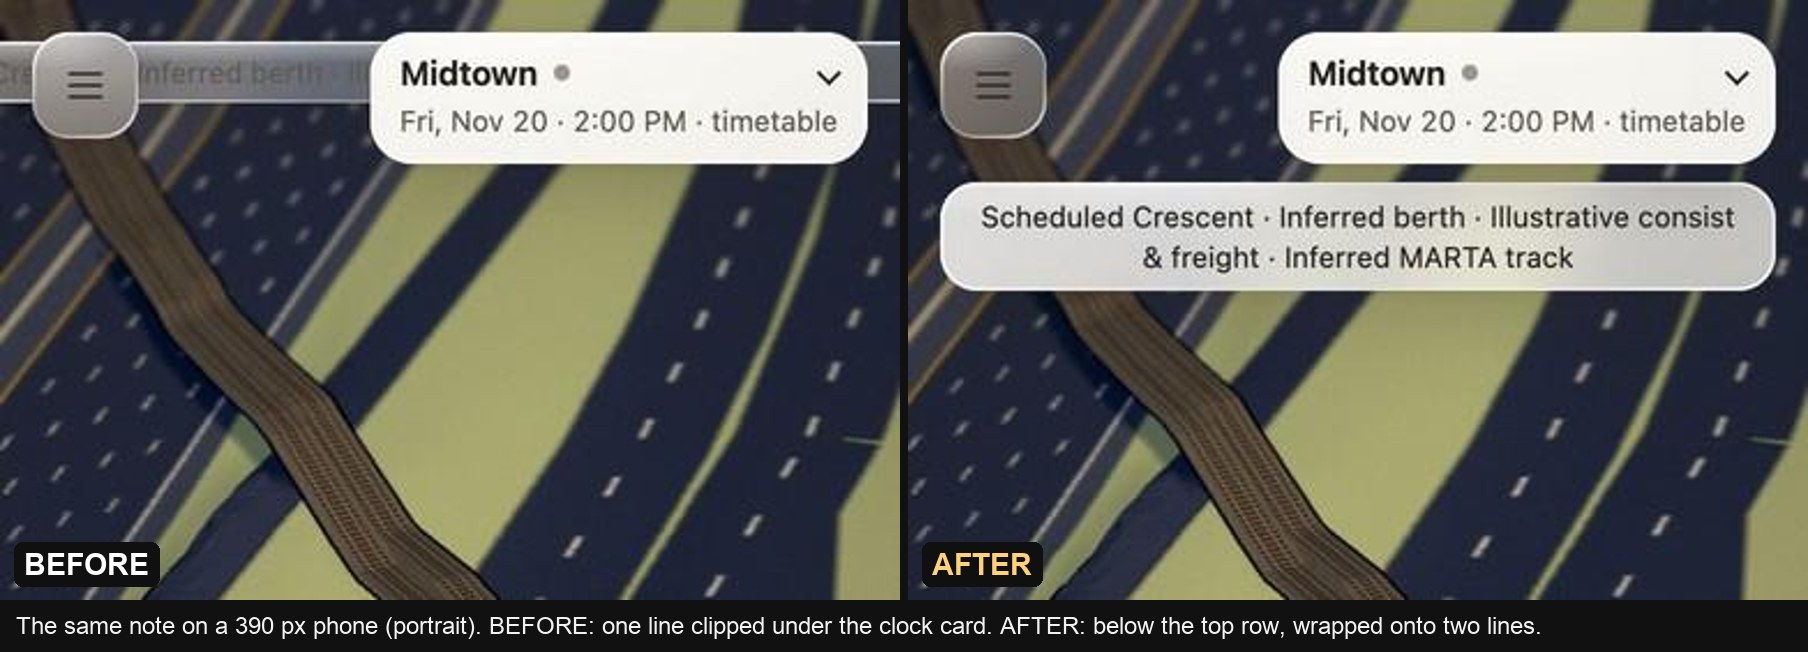 Inferred berth ·
Midtown
Fri, Nov 20 · 2:00 PM · timetable
BEFORE
Midtown
Fri, Nov 20 · 2:00 PM · timetable
Scheduled Crescent · Inferred berth · Illustrative consist
& freight · Inferred MARTA track
AFTER
The same note on a 390 px phone (portrait). BEFORE: one line clipped under the clock card. AFTER: below the top row, wrapped onto two lines.